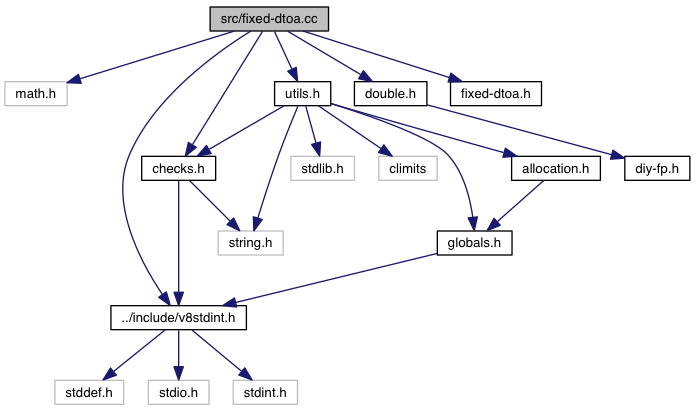 src/fixed-dtoa.cc
math.h
utils.h
double.h
fixed-dtoa.h
checks.h
stdlib.h
climits
allocation.h
diy-fp.h
string.h
globals.h
../include/v8stdint.h
stddef.h
stdio.h
stdint.h